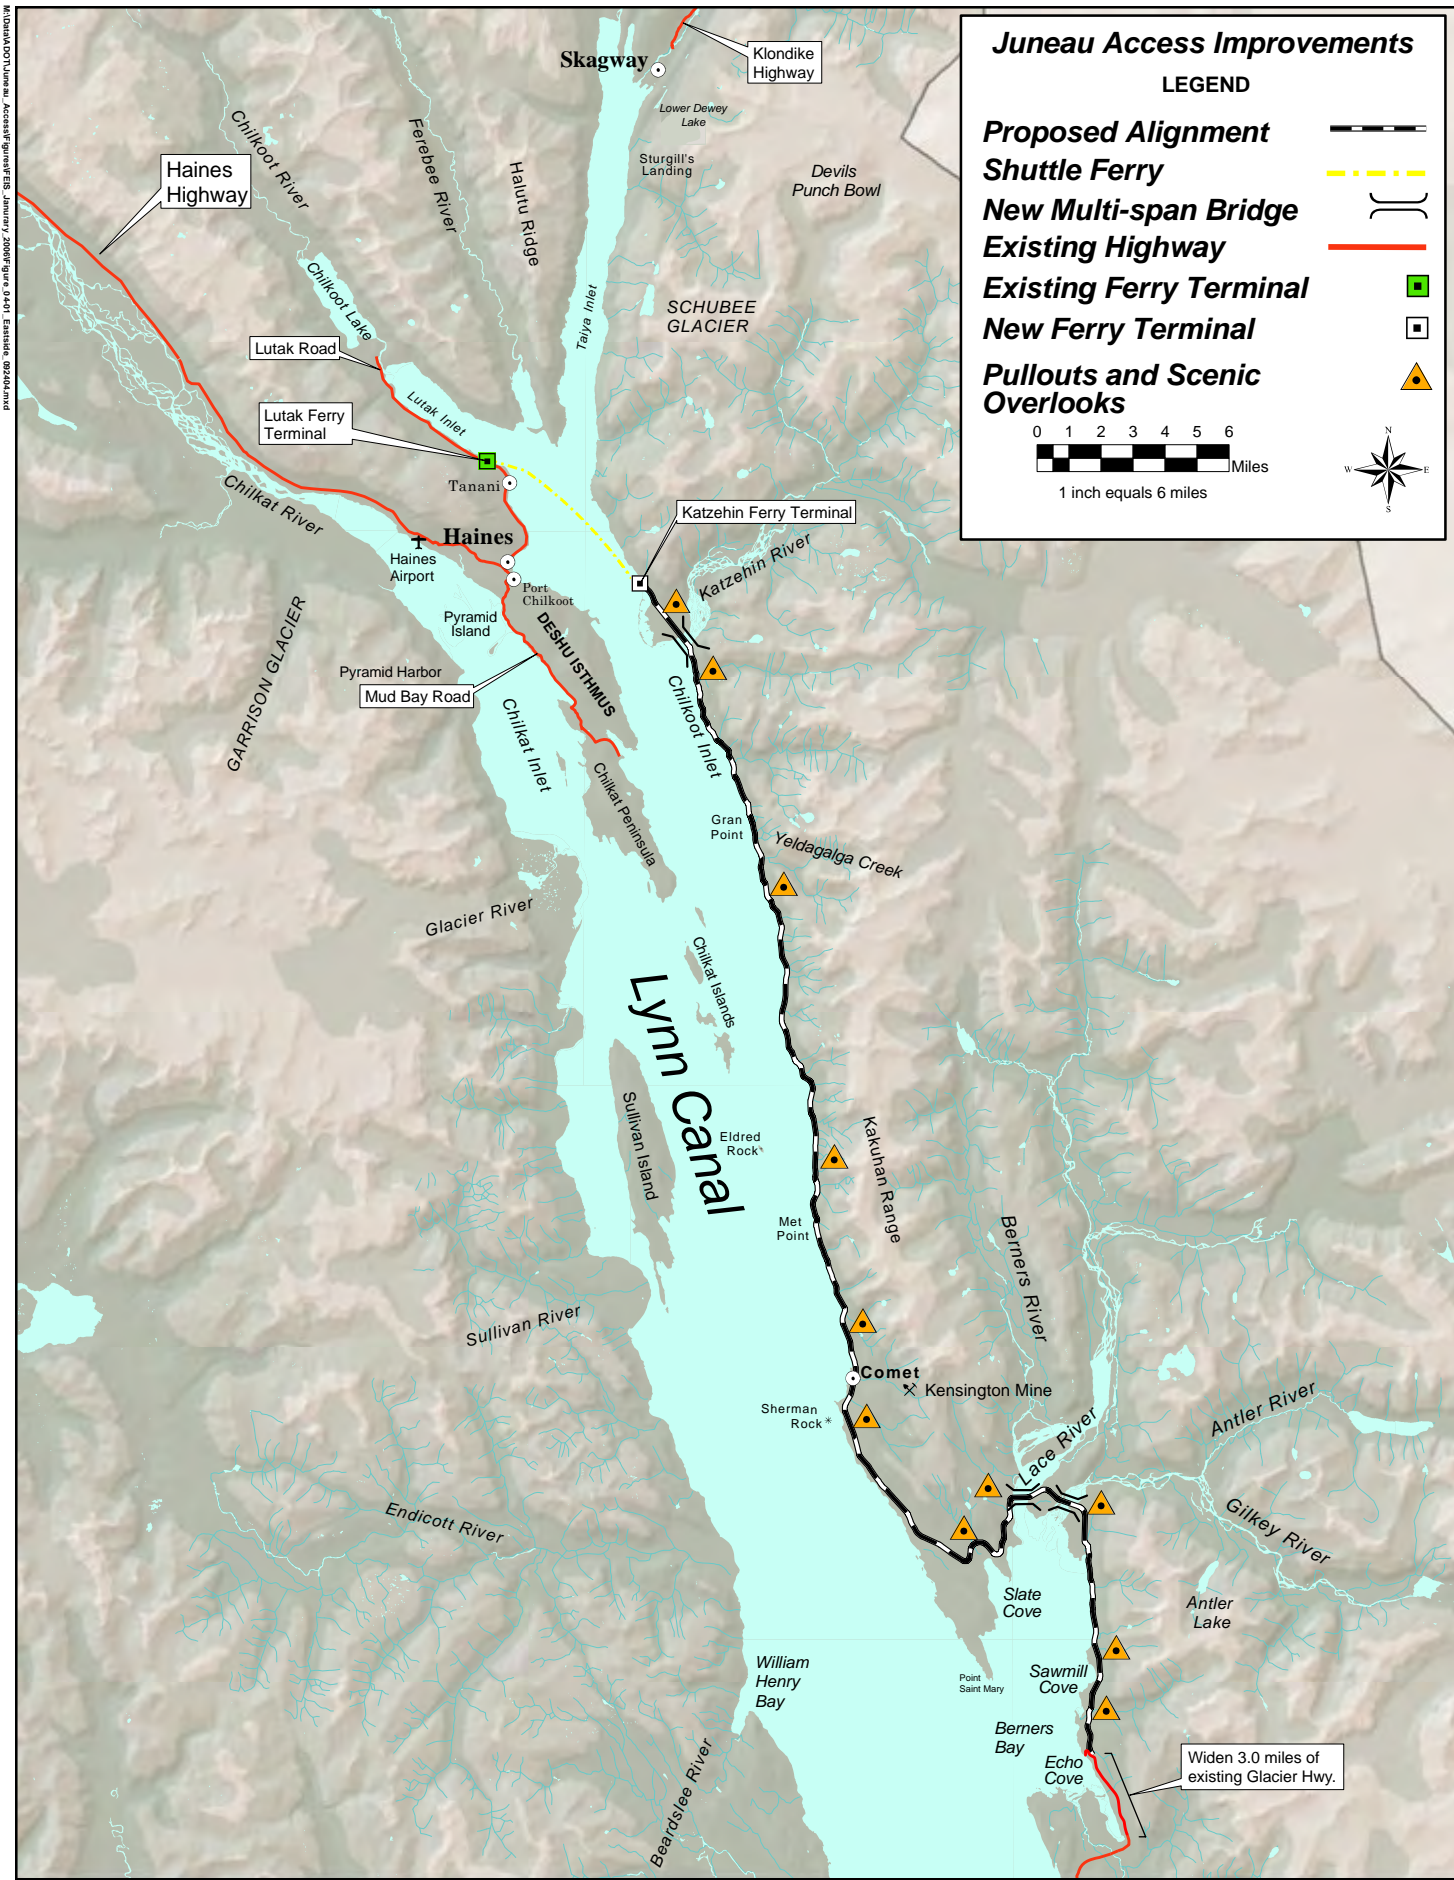 M:\Data\ADOT\Juneau_Access\Figures\FEIS_Janurary_2006\Figure_04-01_Eastside_092404.mxd
Juneau Access Improvements
LEGEND
Proposed Alignment
Shuttle Ferry
New Multi-span Bridge
Existing Highway
Existing Ferry Terminal
New Ferry Terminal
Pullouts and Scenic
Overlooks
0 1 2 3 4 5 6
Miles
1 inch equals 6 miles
N
W
E
S
Skagway
Klondike
Highway
Lower Dewey
Lake
Sturgill's
Landing
Devils
Punch Bowl
Chilkoot River
Ferebee River
Halutu Ridge
Haines
Highway
Chilkoot Lake
Taiya Inlet
SCHUBEE
GLACIER
Lutak Road
Lutak Inlet
Lutak Ferry
Terminal
Tanani
Chilkat River
Katzehin Ferry Terminal
Haines
Katzehin River
Haines
Airport
Port
Chilkoot
Pyramid
Island
DESHU ISTHMUS
GARRISON GLACIER
Pyramid Harbor
Mud Bay Road
Chilkoot Inlet
Chilkat Inlet
Chilkat Peninsula
Gran
Point
Yeldagalga Creek
Glacier River
Chilkat Islands
Lynn Canal
Sullivan Island
Eldred
Rock
Kakuhan Range
Met
Point
Berners River
Sullivan River
Comet
Kensington Mine
Sherman
Rock
Antler River
Lace River
Endicott River
Gilkey River
Slate
Cove
Antler
Lake
William
Henry
Bay
Point
Saint Mary
Sawmill
Cove
Berners
Bay
Echo
Cove
Widen 3.0 miles of
existing Glacier Hwy.
Beardslee River